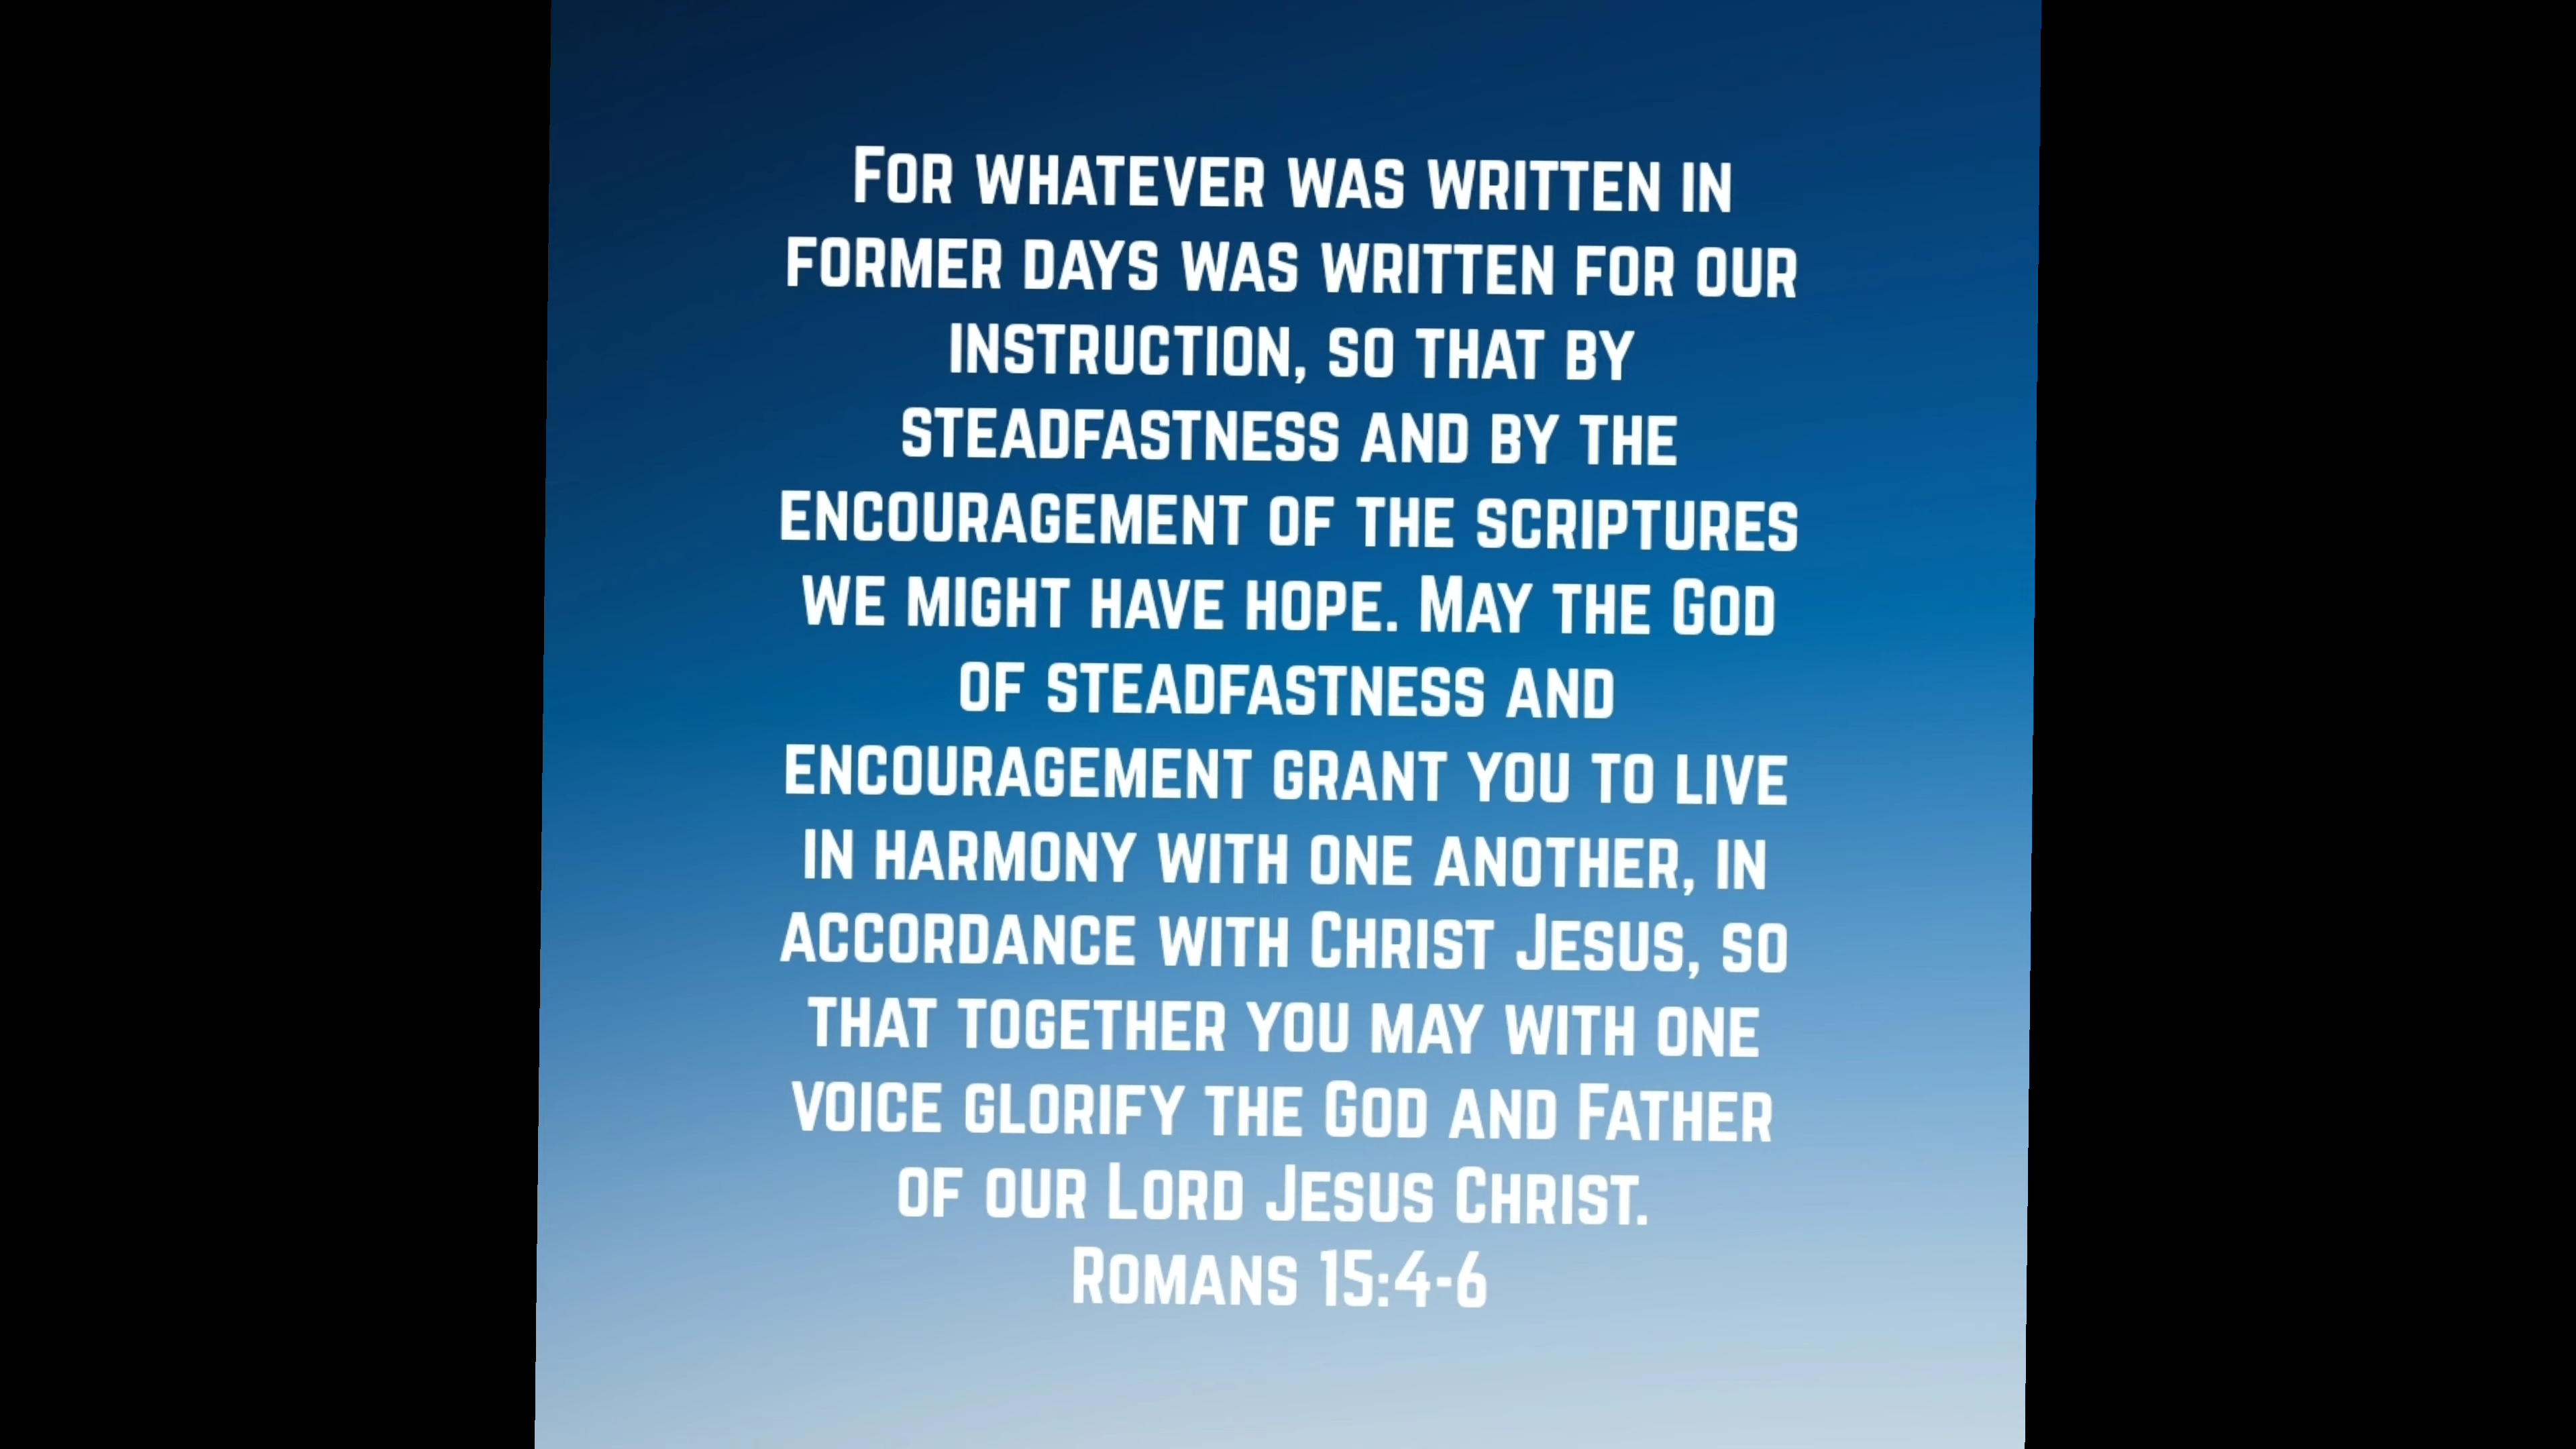 For whatever was written in
former days was written for our
instruction, so that by
steadfastness and by the
encouragement of the scriptures
we might have hope. May the God
of steadfastness and
encouragement grant you to live
in harmony with one another, in
accordance with Christ Jesus, so
that together you may with one
voice glorify the God and Father
of our Lord Jesus Christ.
Romans 15:4-6